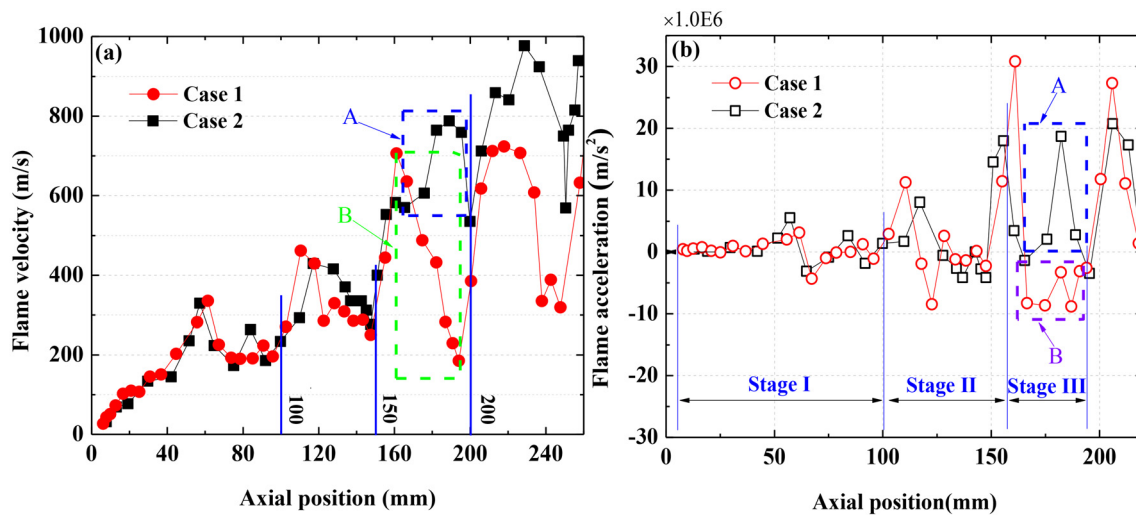 (a)
Case 1
Case 2
A
B
1000
800
600
400
200
0
100
150
200
0
40
80
120
160
200
240
Flame velocity (m/s)
Axial position (mm)
×1.0E6
(b)
Case 1
Case 2
A
B
30
20
10
0
-10
-20
-30
Stage I
Stage II
Stage III
0
50
100
150
200
Flame acceleration (m/s²)
Axial position(mm)